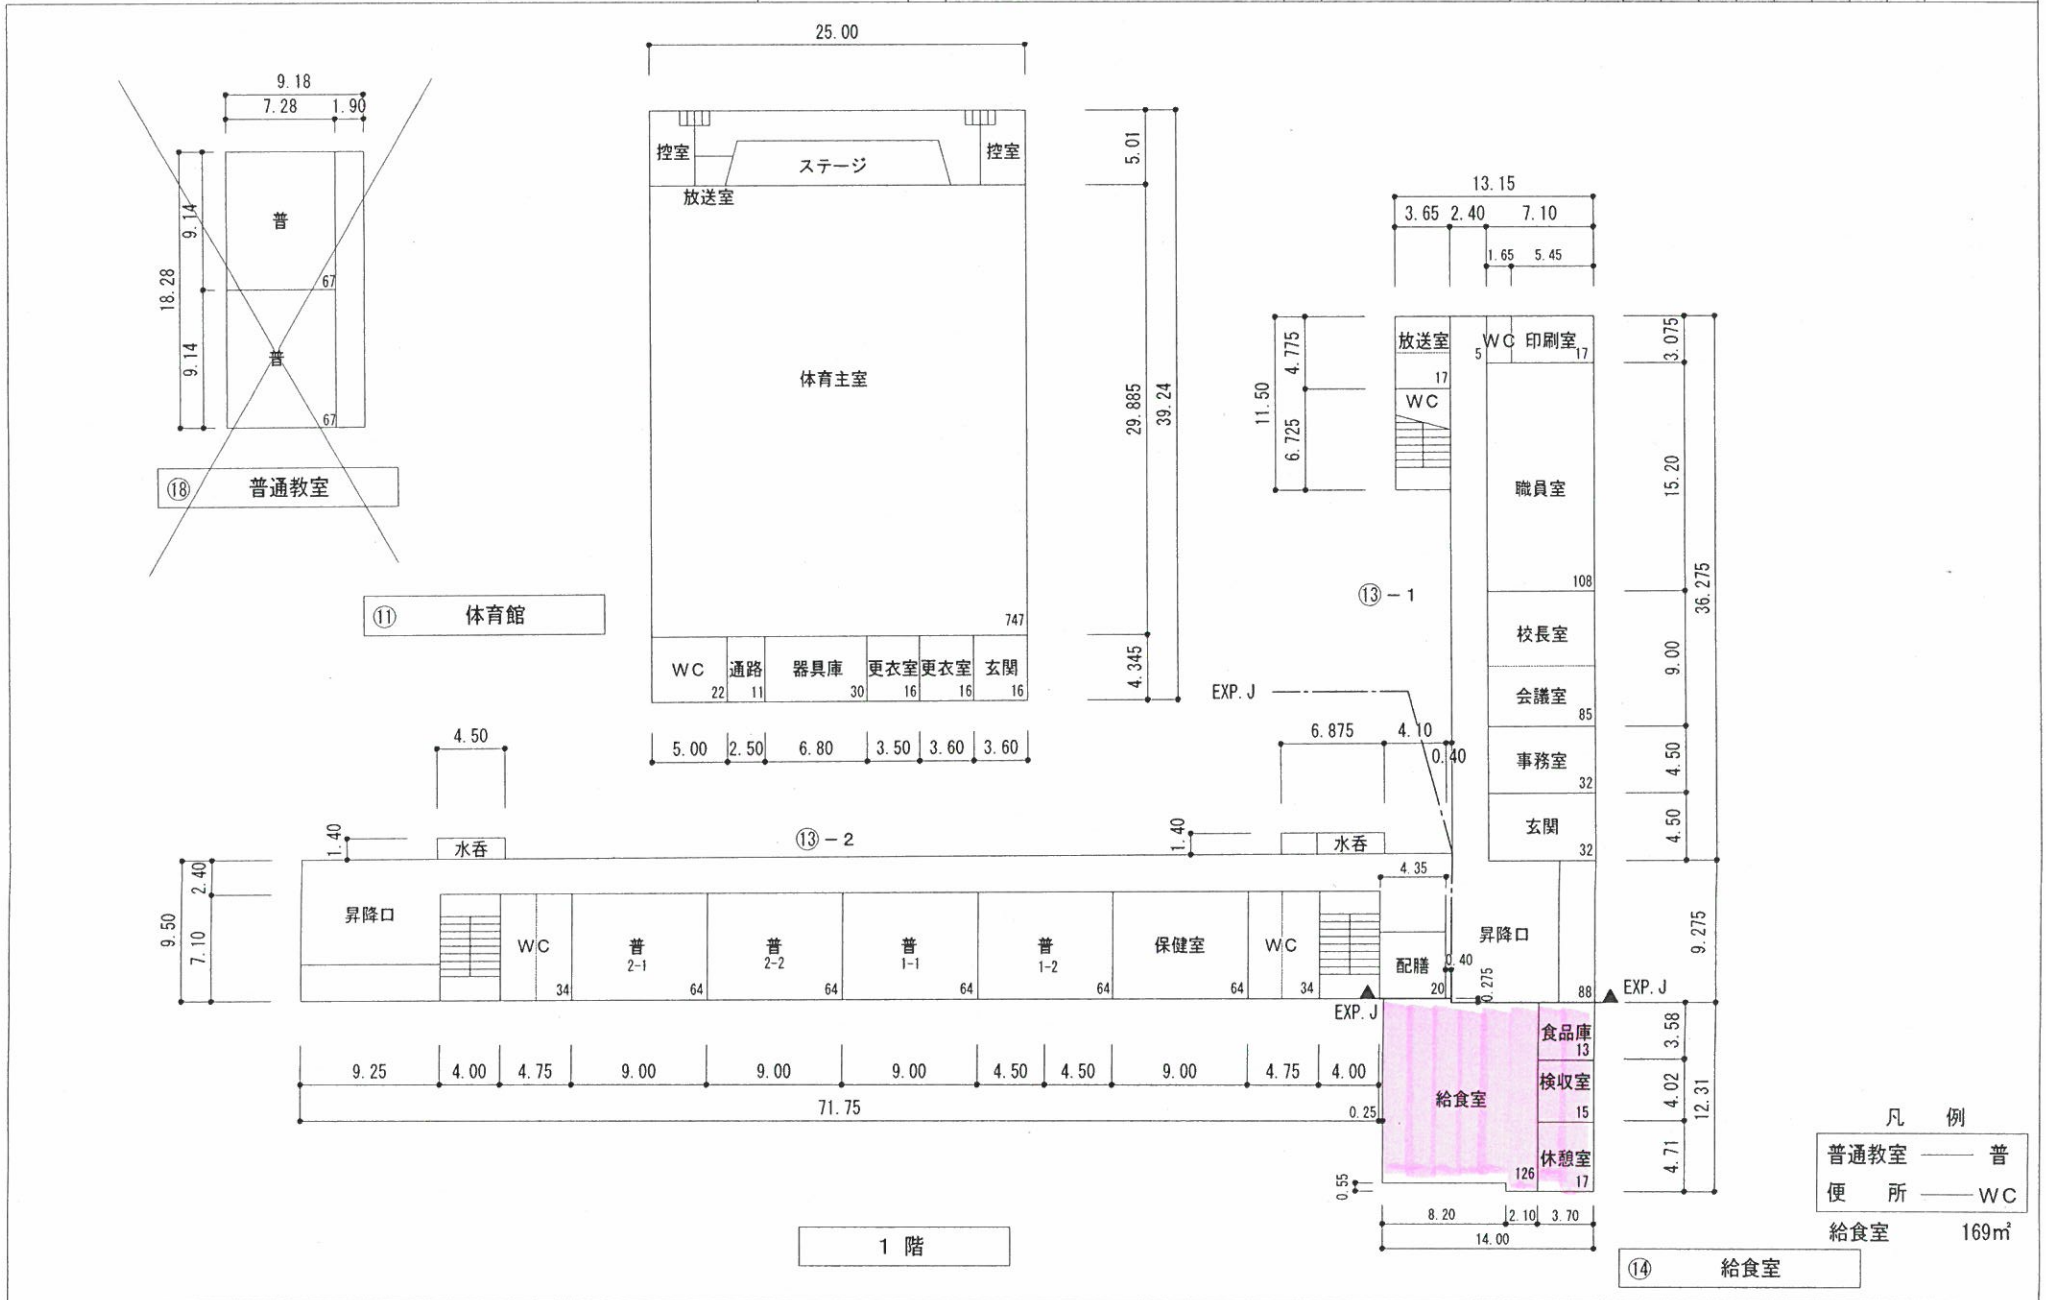 25.00
9.18
7.28 1.90
18.28
9.14
9.14
普
67
普
67
⑱ 普通教室
控室
ステージ
控室
放送室
体育主室
747
5.01
29.885
39.24
4.345
WC
22
通路
11
器具庫
30
更衣室
16
更衣室
16
玄関
16
5.00 2.50 6.80 3.50 3.60 3.60
⑪ 体育館
13.15
3.65 2.40 7.10
1.65 5.45
11.50
4.775
6.725
放送室
17
WC
5
WC
印刷室
17
職員室
108
校長室
会議室
85
事務室
32
玄関
32
3.075
15.20
9.00
4.50
4.50
36.275
9.275
⑬-1
EXP. J
6.875 4.10
0.40
4.50
1.40
水呑
⑬-2
1.40
水呑
4.35
9.50
2.40
7.10
昇降口
WC
34
普
2-1
64
普
2-2
64
普
1-1
64
普
1-2
64
保健室
64
WC
34
配膳
20
0.40
0.275
昇降口
88
EXP. J
EXP. J
9.25 4.00 4.75 9.00 9.00 9.00 4.50 4.50 9.00 4.75 4.00
71.75
0.25
給食室
126
食品庫
13
検収室
15
休憩室
17
3.58
4.02
4.71
12.31
0.55
8.20 2.10 3.70
14.00
1 階
凡 例
普通教室 ― 普
便 所 ― WC
給食室 169㎡
⑭ 給食室